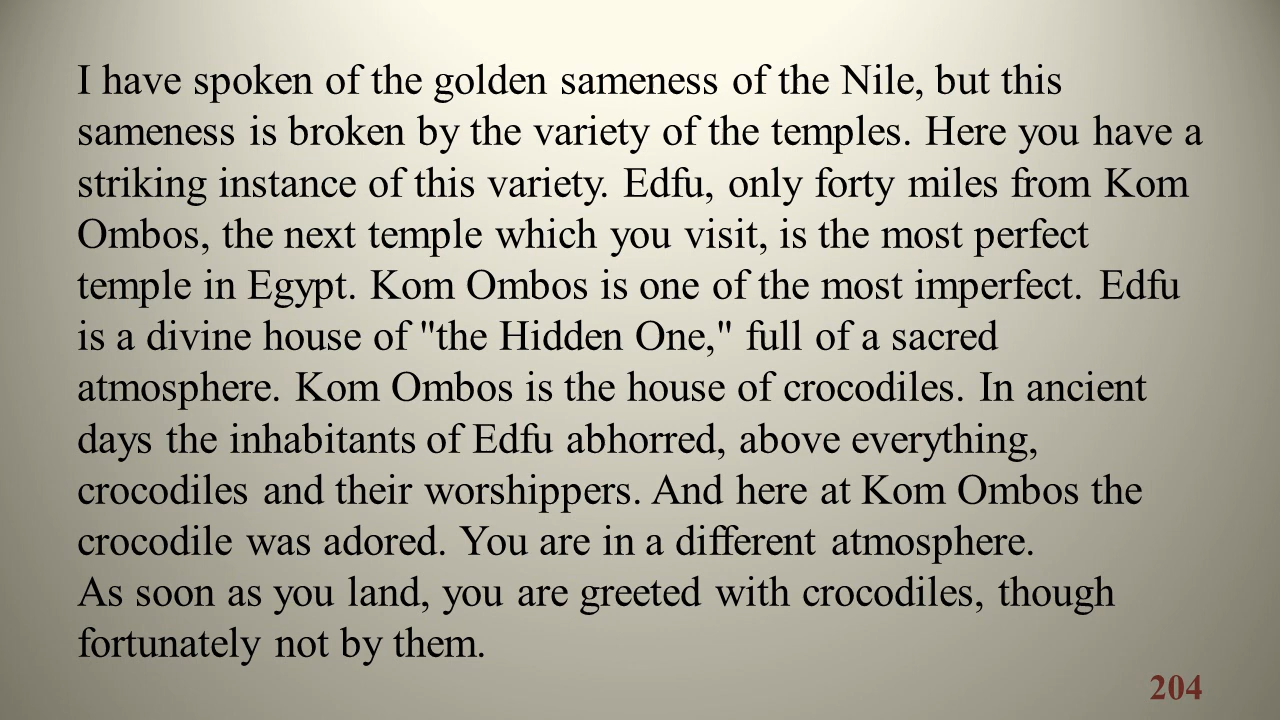 I have spoken of the golden sameness of the Nile, but this
sameness is broken by the variety of the temples. Here you have a
striking instance of this variety. Edfu, only forty miles from Kom
Ombos, the next temple which you visit, is the most perfect
temple in Egypt. Kom Ombos is one of the most imperfect. Edfu
is a divine house of "the Hidden One," full of a sacred
atmosphere. Kom Ombos is the house of crocodiles. In ancient
days the inhabitants of Edfu abhorred, above everything,
crocodiles and their worshippers. And here at Kom Ombos the
crocodile was adored. You are in a different atmosphere.
As soon as you land, you are greeted with crocodiles, though
fortunately not by them.
204